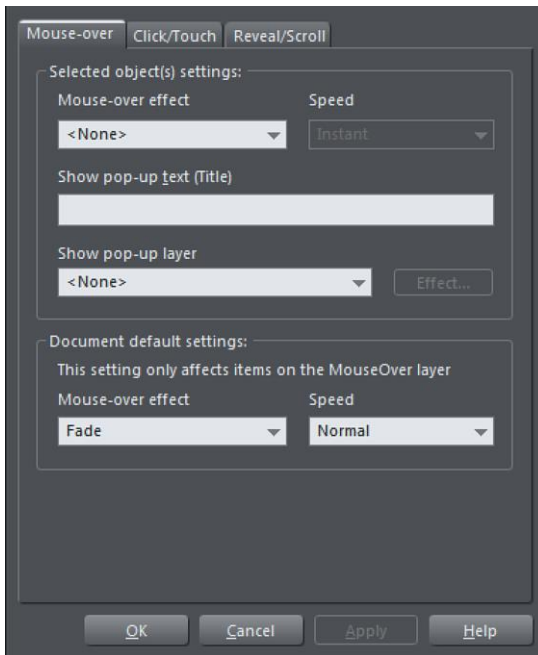 Mouse-over Click/Touch Reveal/Scroll
Selected object(s) settings:
Mouse-over effect Speed
<None> Instant
Show pop-up text (Title)
Show pop-up layer
<None> Effect...
Document default settings:
This setting only affects items on the MouseOver layer
Mouse-over effect Speed
Fade Normal
OK Cancel Apply Help